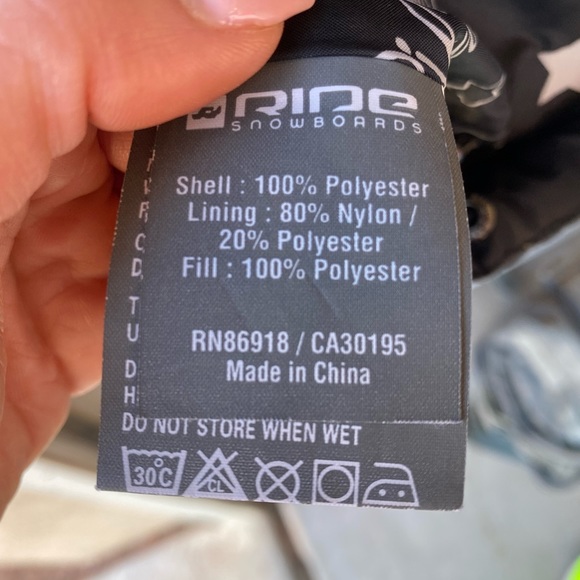 RIDE
SNOWBOARDS
Shell : 100% Polyester
Lining : 80% Nylon /
20% Polyester
Fill : 100% Polyester
RN86918 / CA30195
Made in China
DO NOT STORE WHEN WET
30°C CL